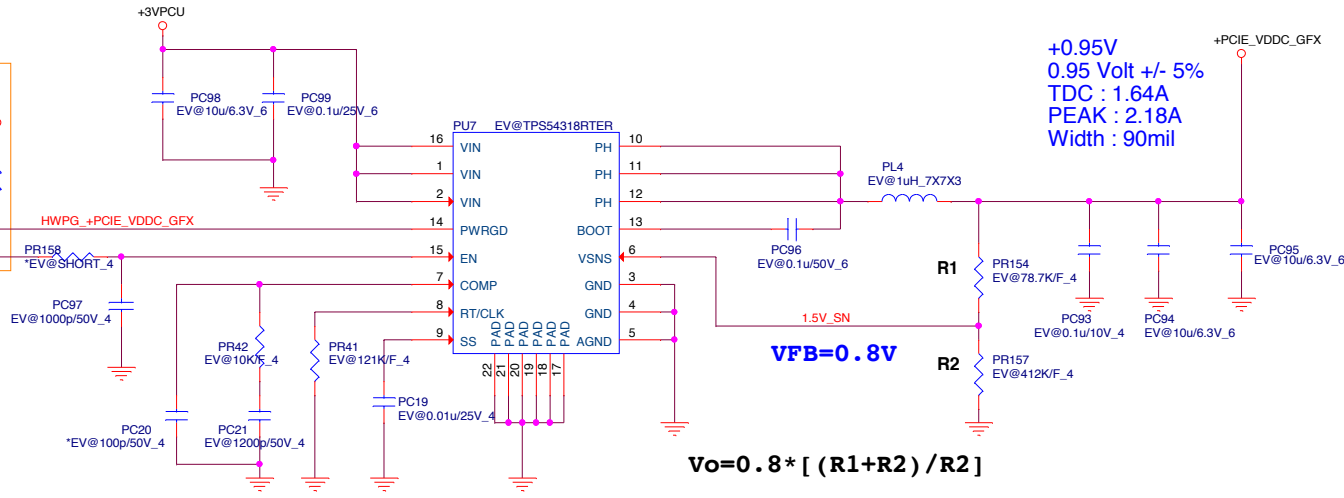 +3VPCU
+PCIE_VDDC_GFX
+0.95V
0.95 Volt +/- 5%
TDC : 1.64A
PEAK : 2.18A
Width : 90mil
PC98
EV@10u/6.3V_6
PC99
EV@0.1u/25V_6
PU7
EV@TPS54318RTER
16
VIN
1
VIN
2
VIN
14
PWRGD
15
EN
7
COMP
8
RT/CLK
9
SS
PH
10
PH
11
PH
12
BOOT
13
VSNS
6
GND
3
GND
4
AGND
5
PAD
PAD
PAD
PAD
PAD
PAD
22
21
20
19
18
17
HWPG_+PCIE_VDDC_GFX
PR158
*EV@SHORT_4
PC97
EV@1000p/50V_4
PR42
EV@10K/F_4
PR41
EV@121K/F_4
PC19
EV@0.01u/25V_4
PC20
*EV@100p/50V_4
PC21
EV@1200p/50V_4
PL4
EV@1uH_7X7X3
PC96
EV@0.1u/50V_6
R1
PR154
EV@78.7K/F_4
1.5V_SN
VFB=0.8V
R2
PR157
EV@412K/F_4
PC93
EV@0.1u/10V_4
PC94
EV@10u/6.3V_6
PC95
EV@10u/6.3V_6
Vo=0.8*[(R1+R2)/R2]